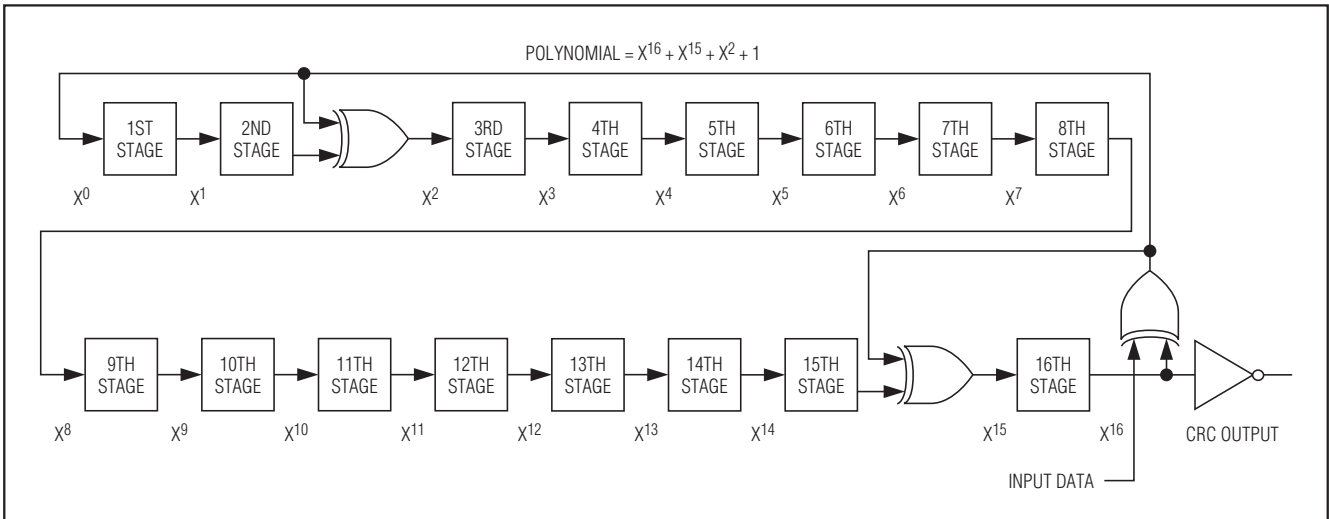 POLYNOMIAL = X16 + X15 + X2 + 1
1ST
STAGE
2ND
STAGE
3RD
STAGE
4TH
STAGE
5TH
STAGE
6TH
STAGE
7TH
STAGE
8TH
STAGE
X0
X1
X2
X3
X4
X5
X6
X7
9TH
STAGE
10TH
STAGE
11TH
STAGE
12TH
STAGE
13TH
STAGE
14TH
STAGE
15TH
STAGE
16TH
STAGE
X8
X9
X10
X11
X12
X13
X14
X15
X16
CRC OUTPUT
INPUT DATA